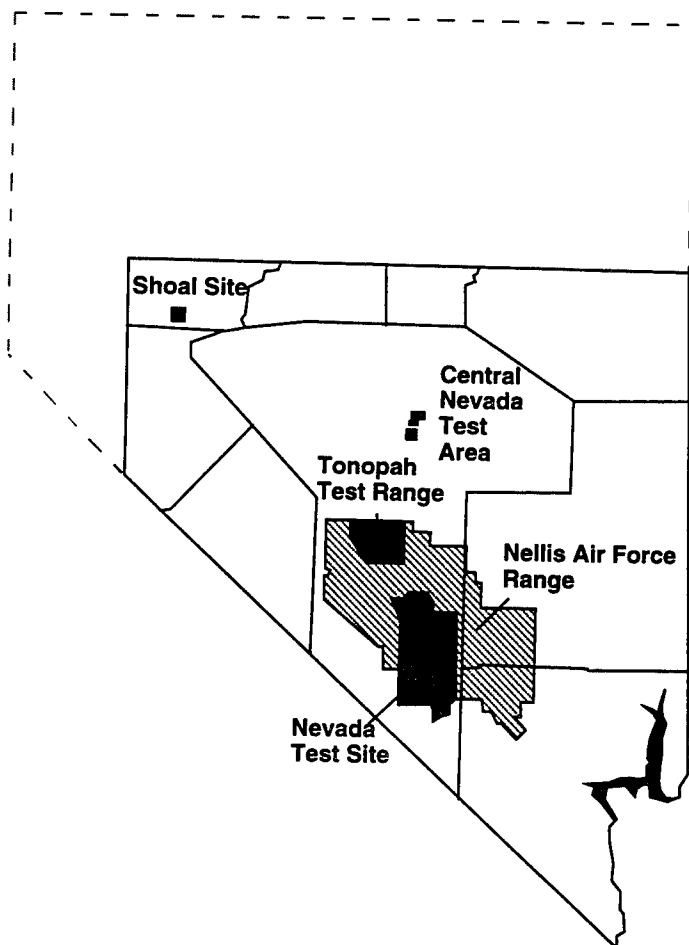 Shoal Site
Central
Nevada
Test
Area
Tonopah
Test Range
Nellis Air Force
Range
Nevada
Test Site